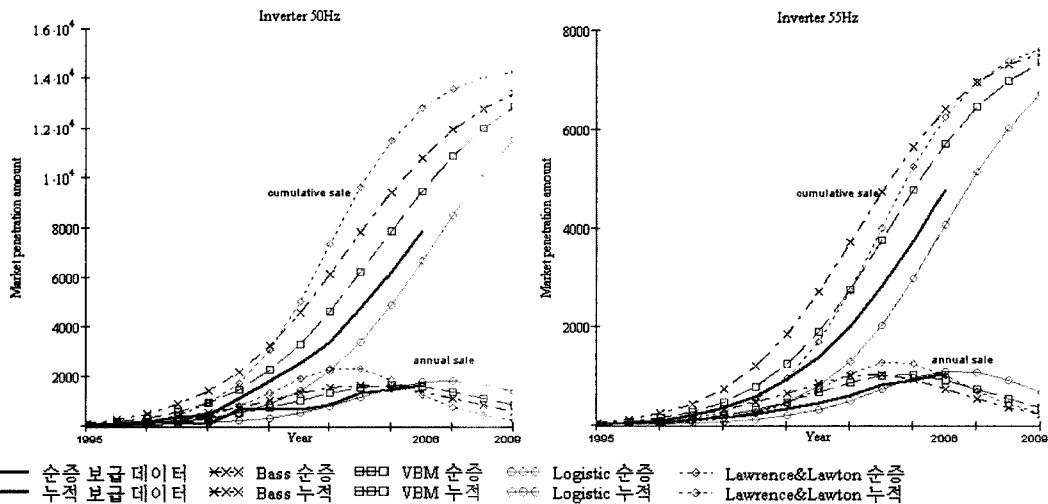 Inverter 50Hz
Market penetration amount
1.6·10⁴
1.4·10⁴
1.2·10⁴
1·10⁴
8000
6000
4000
2000
cumulative sale
annual sale
1995
Year
2006
2009
Inverter 55Hz
Market penetration amount
8000
6000
4000
2000
cumulative sale
annual sale
1995
Year
2006
2009
순증 보급 데이터 Bass 순증 VBM 순증 Logistic 순증 Lawrence&Lawton 순증
누적 보급 데이터 Bass 누적 VBM 누적 Logistic 누적 Lawrence&Lawton 누적